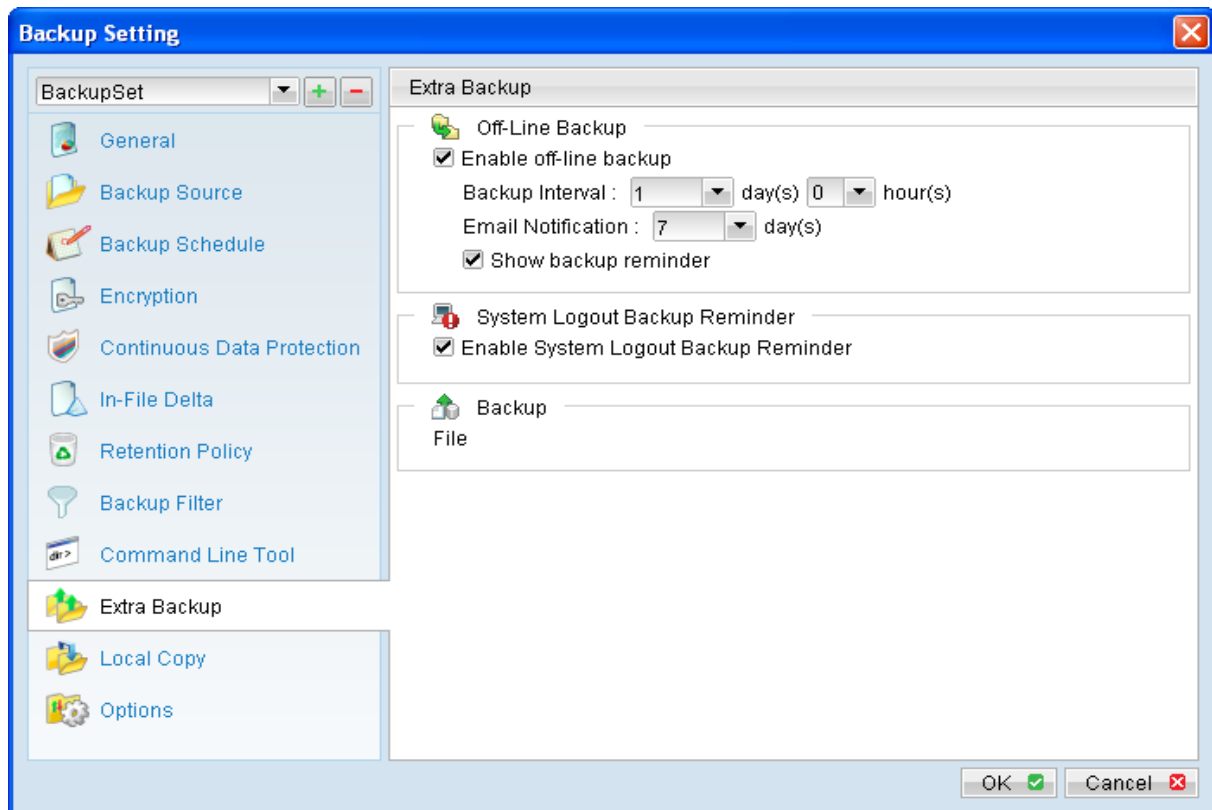 Backup Setting
BackupSet
General
Backup Source
Backup Schedule
Encryption
Continuous Data Protection
In-File Delta
Retention Policy
Backup Filter
dir>
Command Line Tool
Extra Backup
Local Copy
Options
Extra Backup
Off-Line Backup
Enable off-line backup
Backup Interval : 1 day(s) 0 hour(s)
Email Notification : 7 day(s)
Show backup reminder
System Logout Backup Reminder
Enable System Logout Backup Reminder
Backup
File
OK Cancel